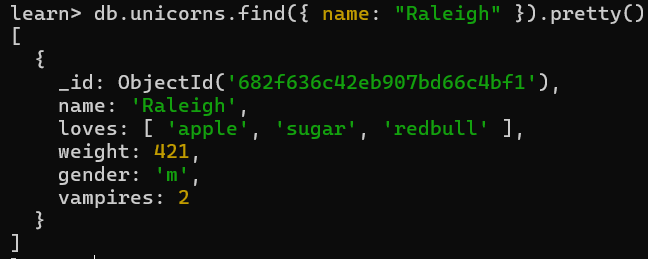 learn> db.unicorns.find({ name: "Raleigh" }).pretty()
[
  {
    _id: ObjectId('682f636c42eb907bd66c4bf1'),
    name: 'Raleigh',
    loves: [ 'apple', 'sugar', 'redbull' ],
    weight: 421,
    gender: 'm',
    vampires: 2
  }
]